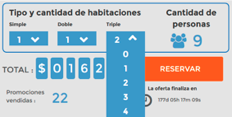 Tipo y cantidad de habitaciones
Cantidad de personas
Simple Doble Triple
1 1 2
9
0
1
2
3
4
TOTAL : $ 0 1 6 2
RESERVAR
Promociones vendidas : 22
La oferta finaliza en
177d 05h 17m 09s